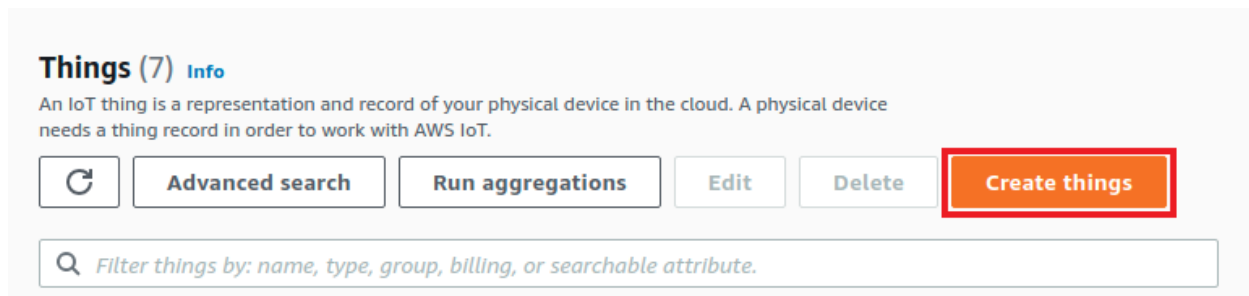 Things (7) Info
An IoT thing is a representation and record of your physical device in the cloud. A physical device
needs a thing record in order to work with AWS IoT.
Advanced search Run aggregations Edit Delete Create things
Filter things by: name, type, group, billing, or searchable attribute.